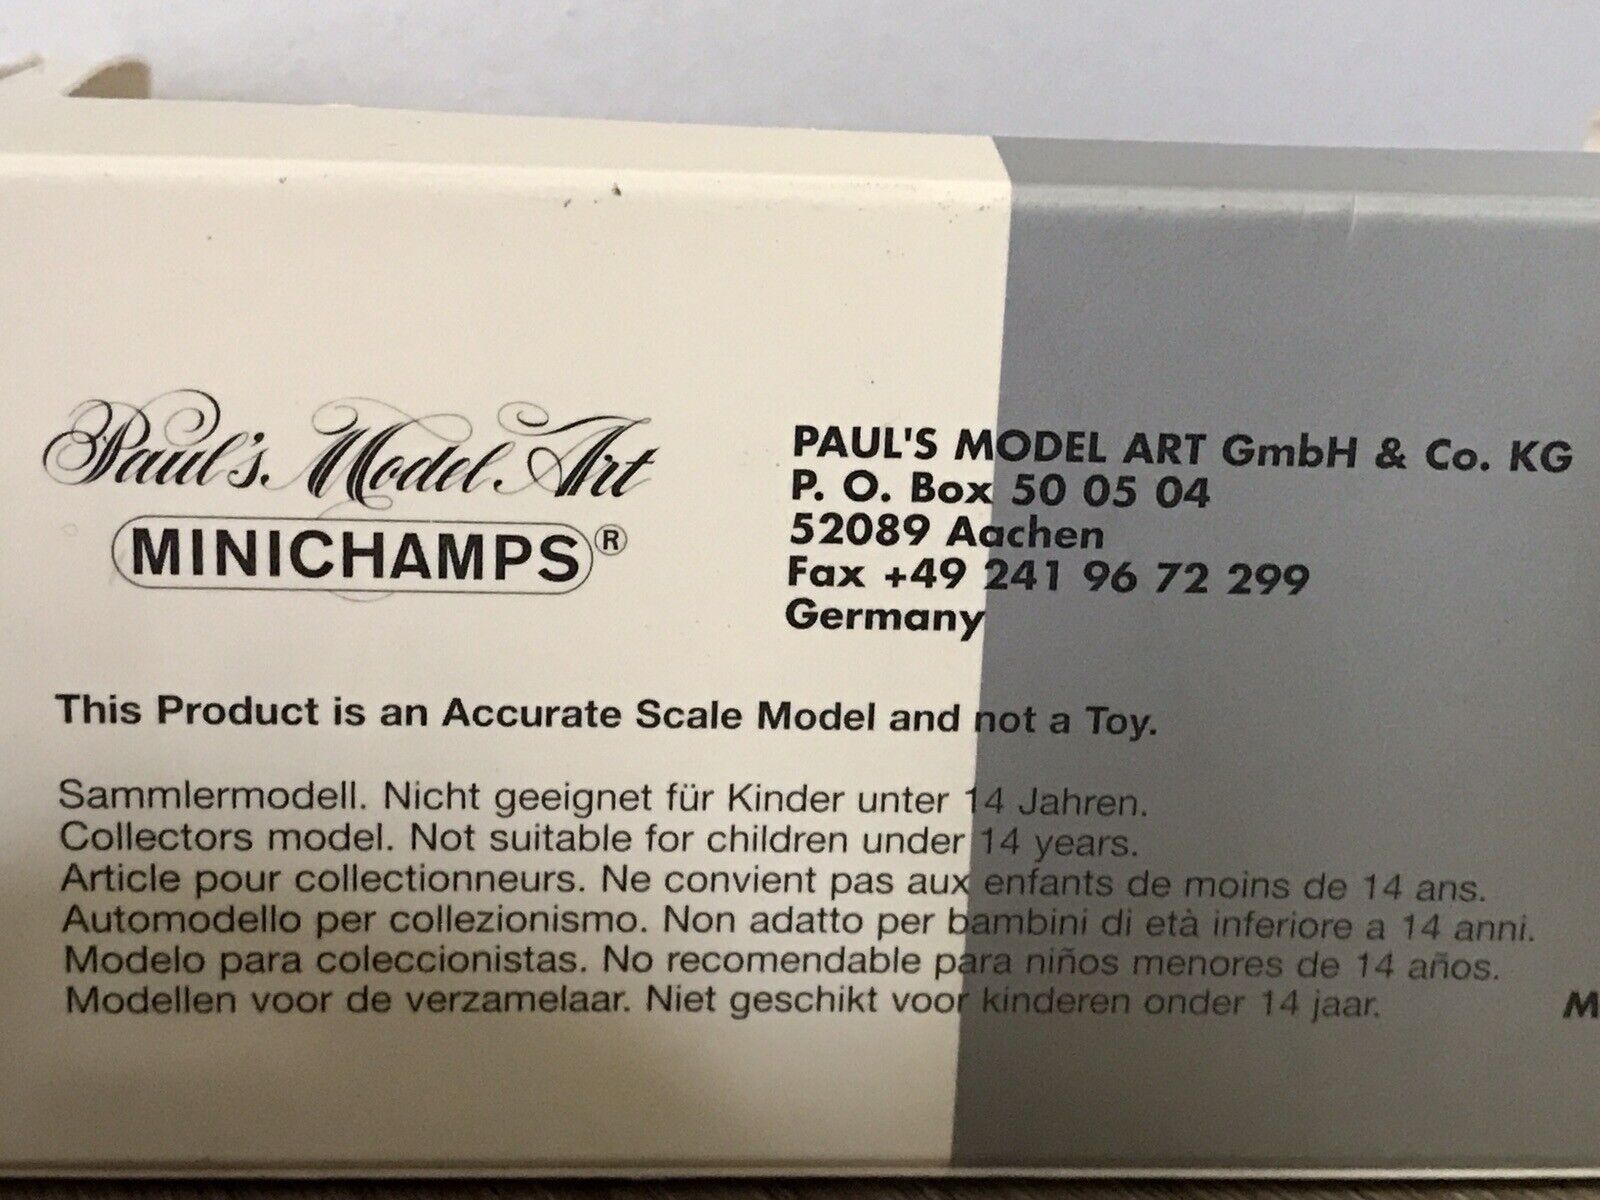 Paul's Model Art
MINICHAMPS®
PAUL'S MODEL ART GmbH & Co. KG
P. O. Box 50 05 04
52089 Aachen
Fax +49 241 96 72 299
Germany
This Product is an Accurate Scale Model and not a Toy.
Sammlermodell. Nicht geeignet für Kinder unter 14 Jahren.
Collectors model. Not suitable for children under 14 years.
Article pour collectionneurs. Ne convient pas aux enfants de moins de 14 ans.
Automodello per collezionismo. Non adatto per bambini di età inferiore a 14 anni.
Modelo para coleccionistas. No recomendable para niños menores de 14 años.
Modellen voor de verzamelaar. Niet geschikt voor kinderen onder 14 jaar.